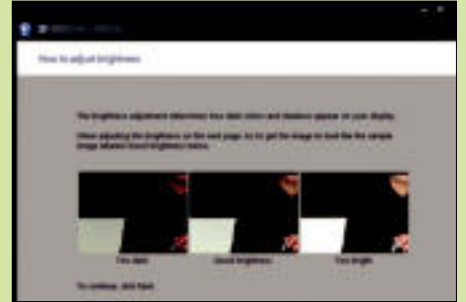 How to adjust brightness
The brightness adjustment determines how dark colors and shadows appear on your display.
When adjusting the brightness on the next page, try to get the image to look like the sample
image labeled Good brightness below.
Too dark
Good brightness
Too bright
To continue, click Next.